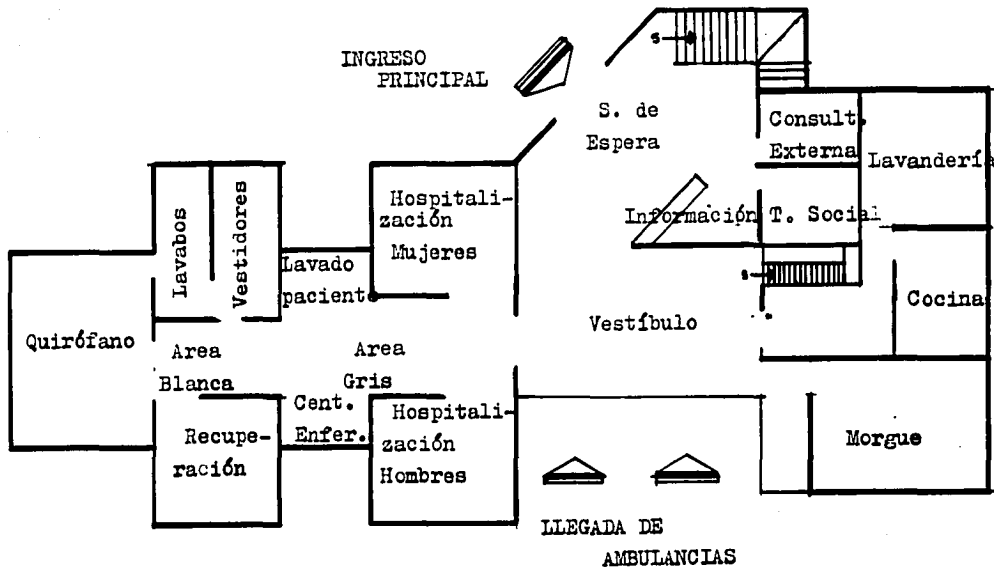 INGRESO
PRINCIPAL
s
S. de
Espera
Consult.
Externa
Lavandería
Hospitali-
zación
Mujeres
Lavabos
Vestidores
Información
T. Social
Lavado
paciente
s
Cocina
Vestíbulo
Quirófano
Area
Blanca
Area
Gris
Cent.
Enfer.
Hospitali-
zación
Hombres
Recupe-
ración
Morgue
LLEGADA DE
AMBULANCIAS